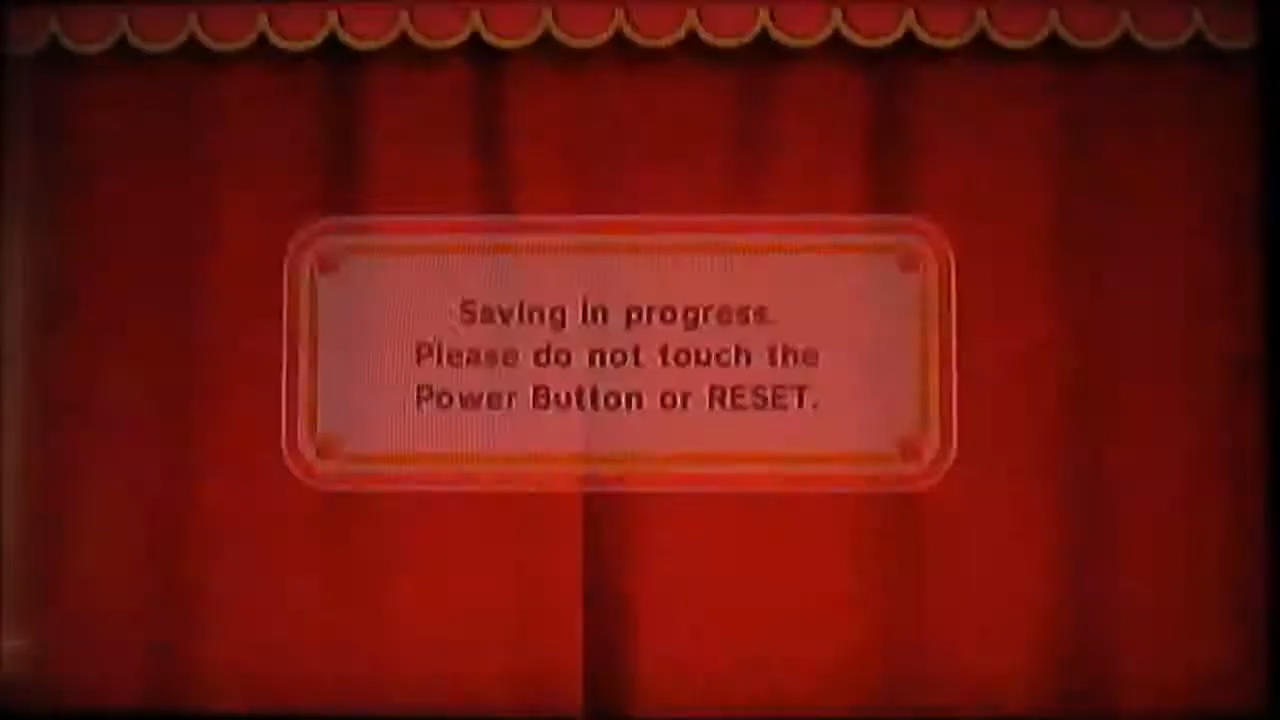 Saving in progress.
Please do not touch the
Power Button or RESET.